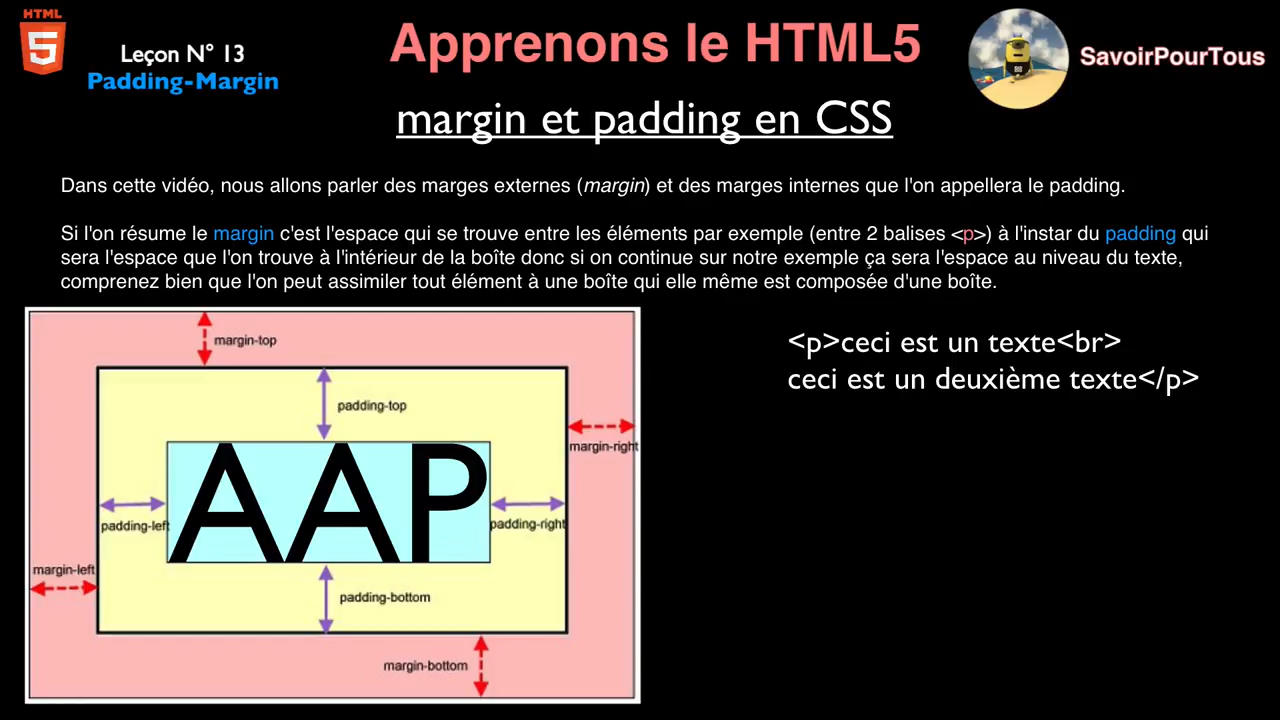 HTML
5
Leçon N° 13
Padding-Margin
Apprenons le HTML5
SavoirPourTous
margin et padding en CSS
Dans cette vidéo, nous allons parler des marges externes (margin) et des marges internes que l'on appellera le padding.
Si l'on résume le margin c'est l'espace qui se trouve entre les éléments par exemple (entre 2 balises <p>) à l'instar du padding qui
sera l'espace que l'on trouve à l'intérieur de la boîte donc si on continue sur notre exemple ça sera l'espace au niveau du texte,
comprenez bien que l'on peut assimiler tout élément à une boîte qui elle même est composée d'une boîte.
margin-top
padding-top
margin-right
AAP
padding-left
padding-right
margin-left
padding-bottom
margin-bottom
<p>ceci est un texte<br>
ceci est un deuxième texte</p>